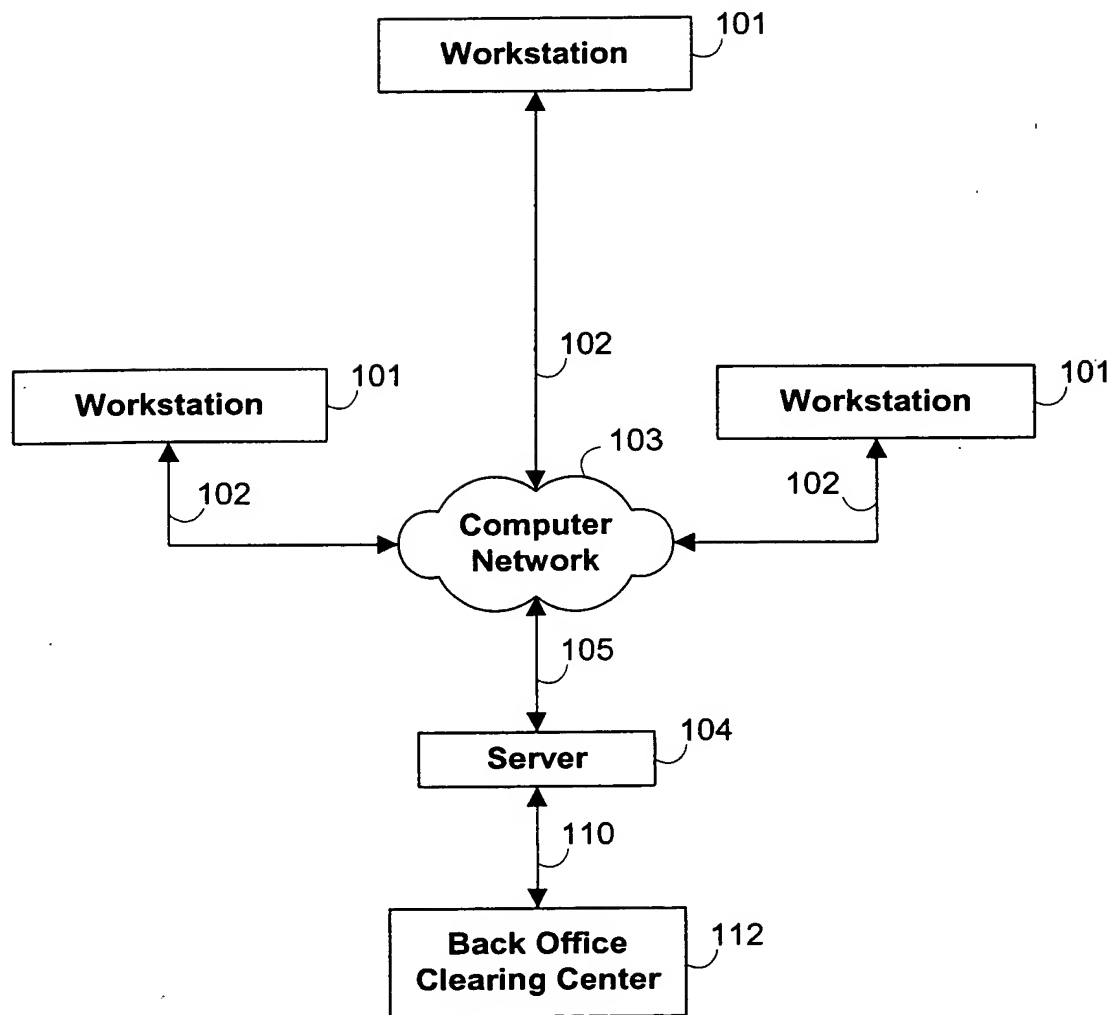 Workstation
101
102
Workstation
101
Workstation
101
103
102
102
Computer
Network
105
Server
104
110
Back Office
Clearing Center
112